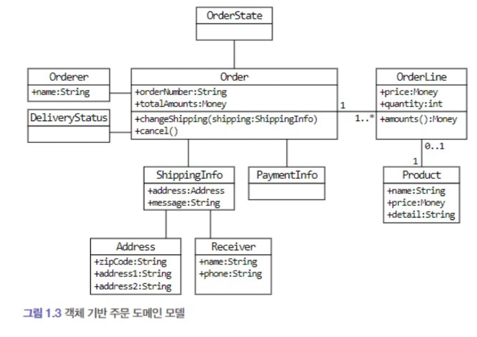 OrderState
Orderer
+name:String
DeliveryStatus
Order
+orderNumber:String
+totalAmounts:Money
+changeShipping(shipping:ShippingInfo)
+cancel()
1
1..*
OrderLine
+price:Money
+quantity:int
+amounts():Money
0..1
1
Product
+name:String
+price:Money
+detail:String
ShippingInfo
+address:Address
+message:String
PaymentInfo
Address
+zipCode:String
+address1:String
+address2:String
Receiver
+name:String
+phone:String
그림 1.3 객체 기반 주문 도메인 모델